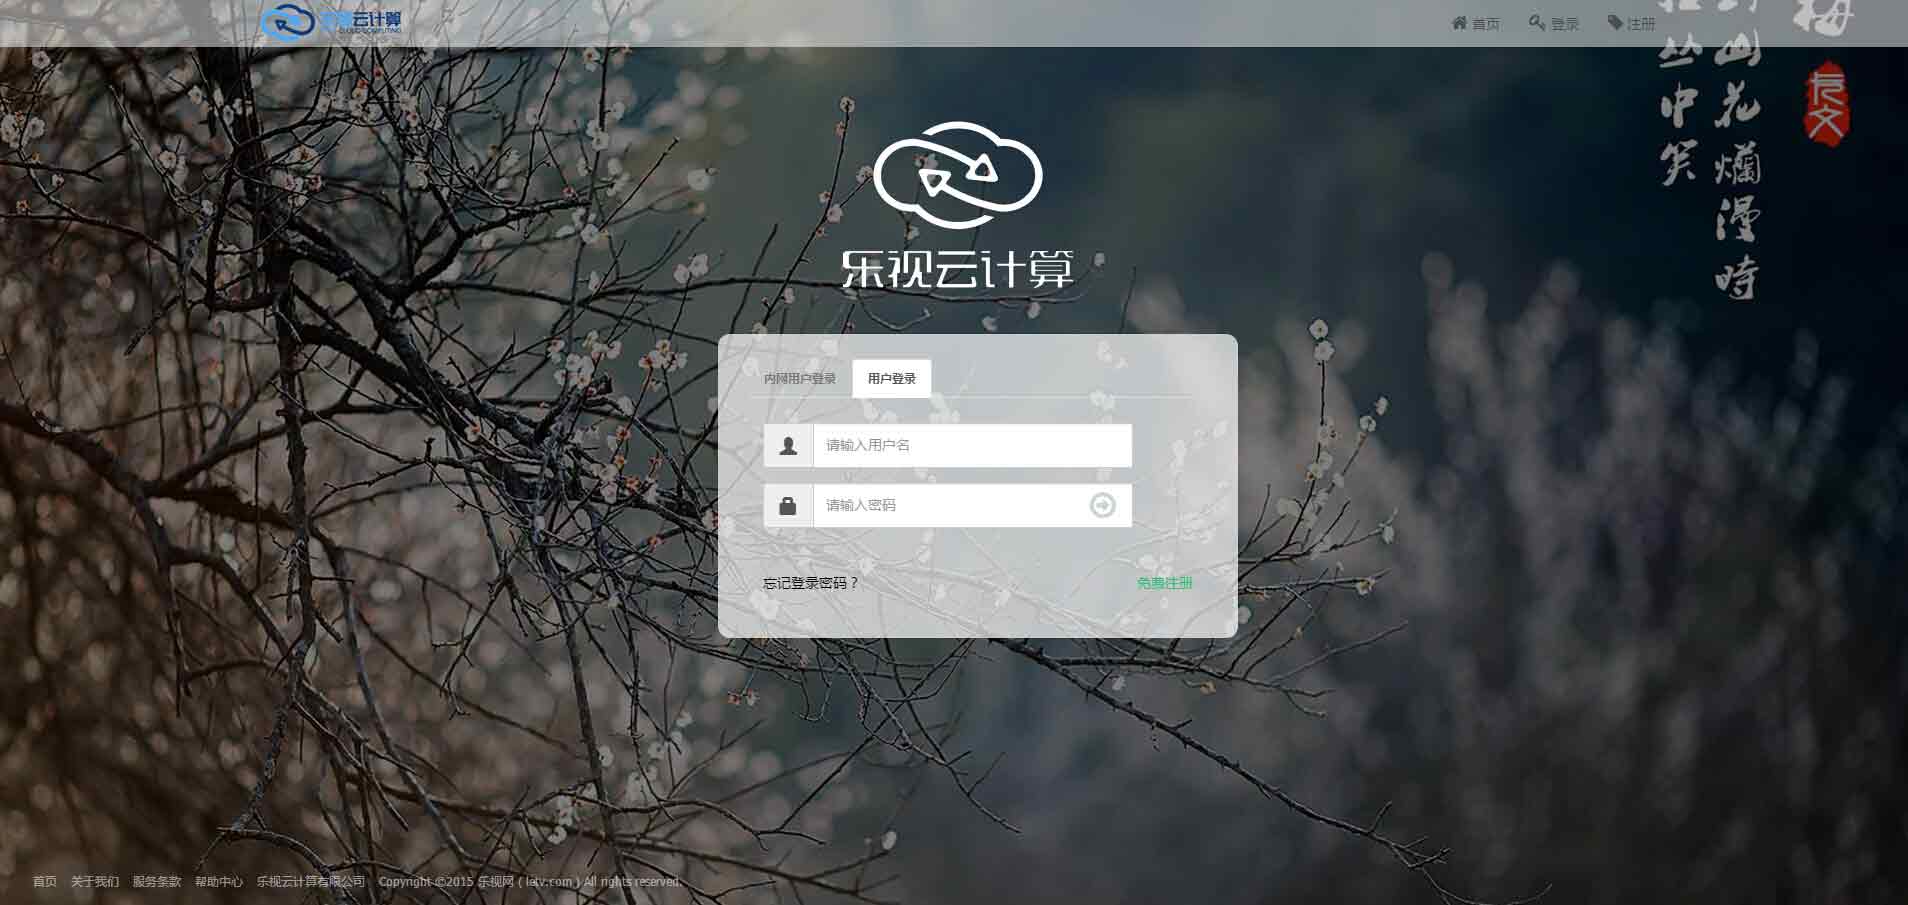 乐视云计算
CLOUD COMPUTING
首页 登录 注册
梅
山花爛漫時
丛中笑
乐视云计算
内网用户登录 用户登录
请输入用户名
请输入密码
忘记登录密码？ 免费注册
首页 关于我们 服务条款 帮助中心 乐视云计算有限公司 Copyright ©2015 乐视网 ( letv.com ) All rights reserved.